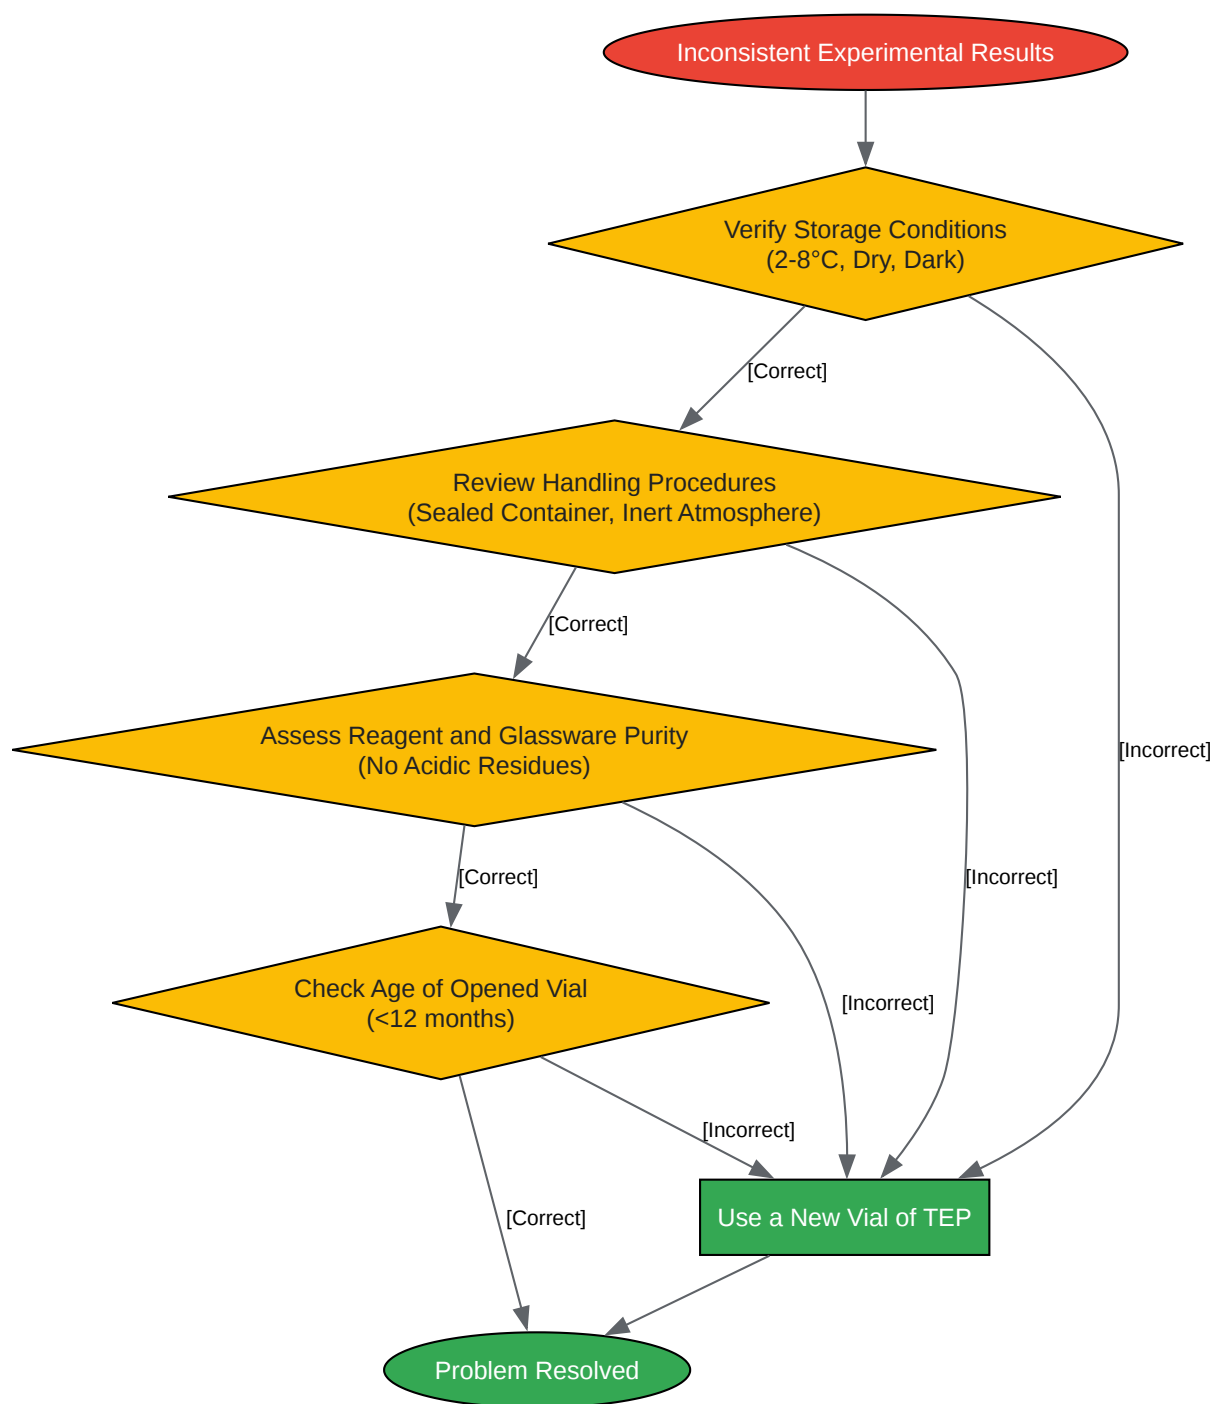 Inconsistent Experimental Results
Verify Storage Conditions
(2-8°C, Dry, Dark)
[Correct]
Review Handling Procedures
(Sealed Container, Inert Atmosphere)
[Correct]
Assess Reagent and Glassware Purity
(No Acidic Residues)
[Incorrect]
[Correct]
[Incorrect]
Check Age of Opened Vial
(<12 months)
[Incorrect]
[Incorrect]
[Correct]
Use a New Vial of TEP
Problem Resolved